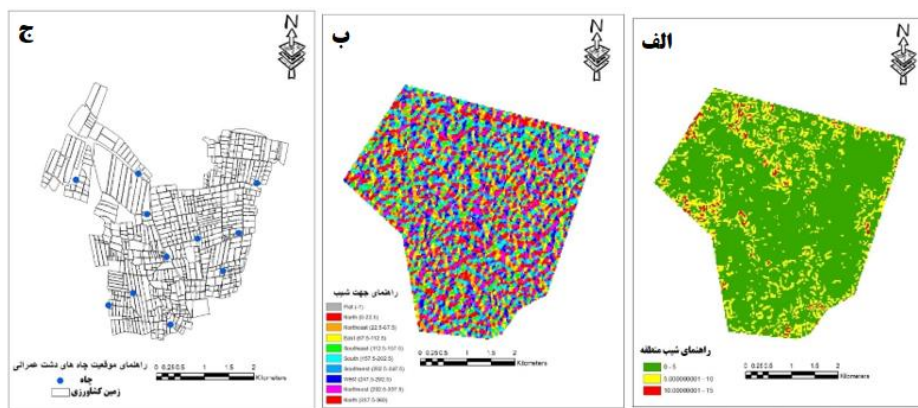 ج
N
راهنمای موقعیت چاه های دشت عمرانی
چاه
زمین کشاورزی
0 0.25 0.5 1 1.5 2
Kilometers
ب
N
راهنمای جهت شیب
Flat (-1)
North (0-22.5)
Northeast (22.5-67.5)
East (67.5-112.5)
Southeast (112.5-157.5)
South (157.5-202.5)
Southwest (202.5-247.5)
West (247.5-292.5)
Northwest (292.5-337.5)
North (337.5-360)
0 0.25 0.5 1 1.5 2
Kilometers
الف
N
راهنمای شیب منطقه
0 - 5
5.000000001 - 10
10.00000001 - 15
0 0.25 0.5 1 1.5 2
Kilometers